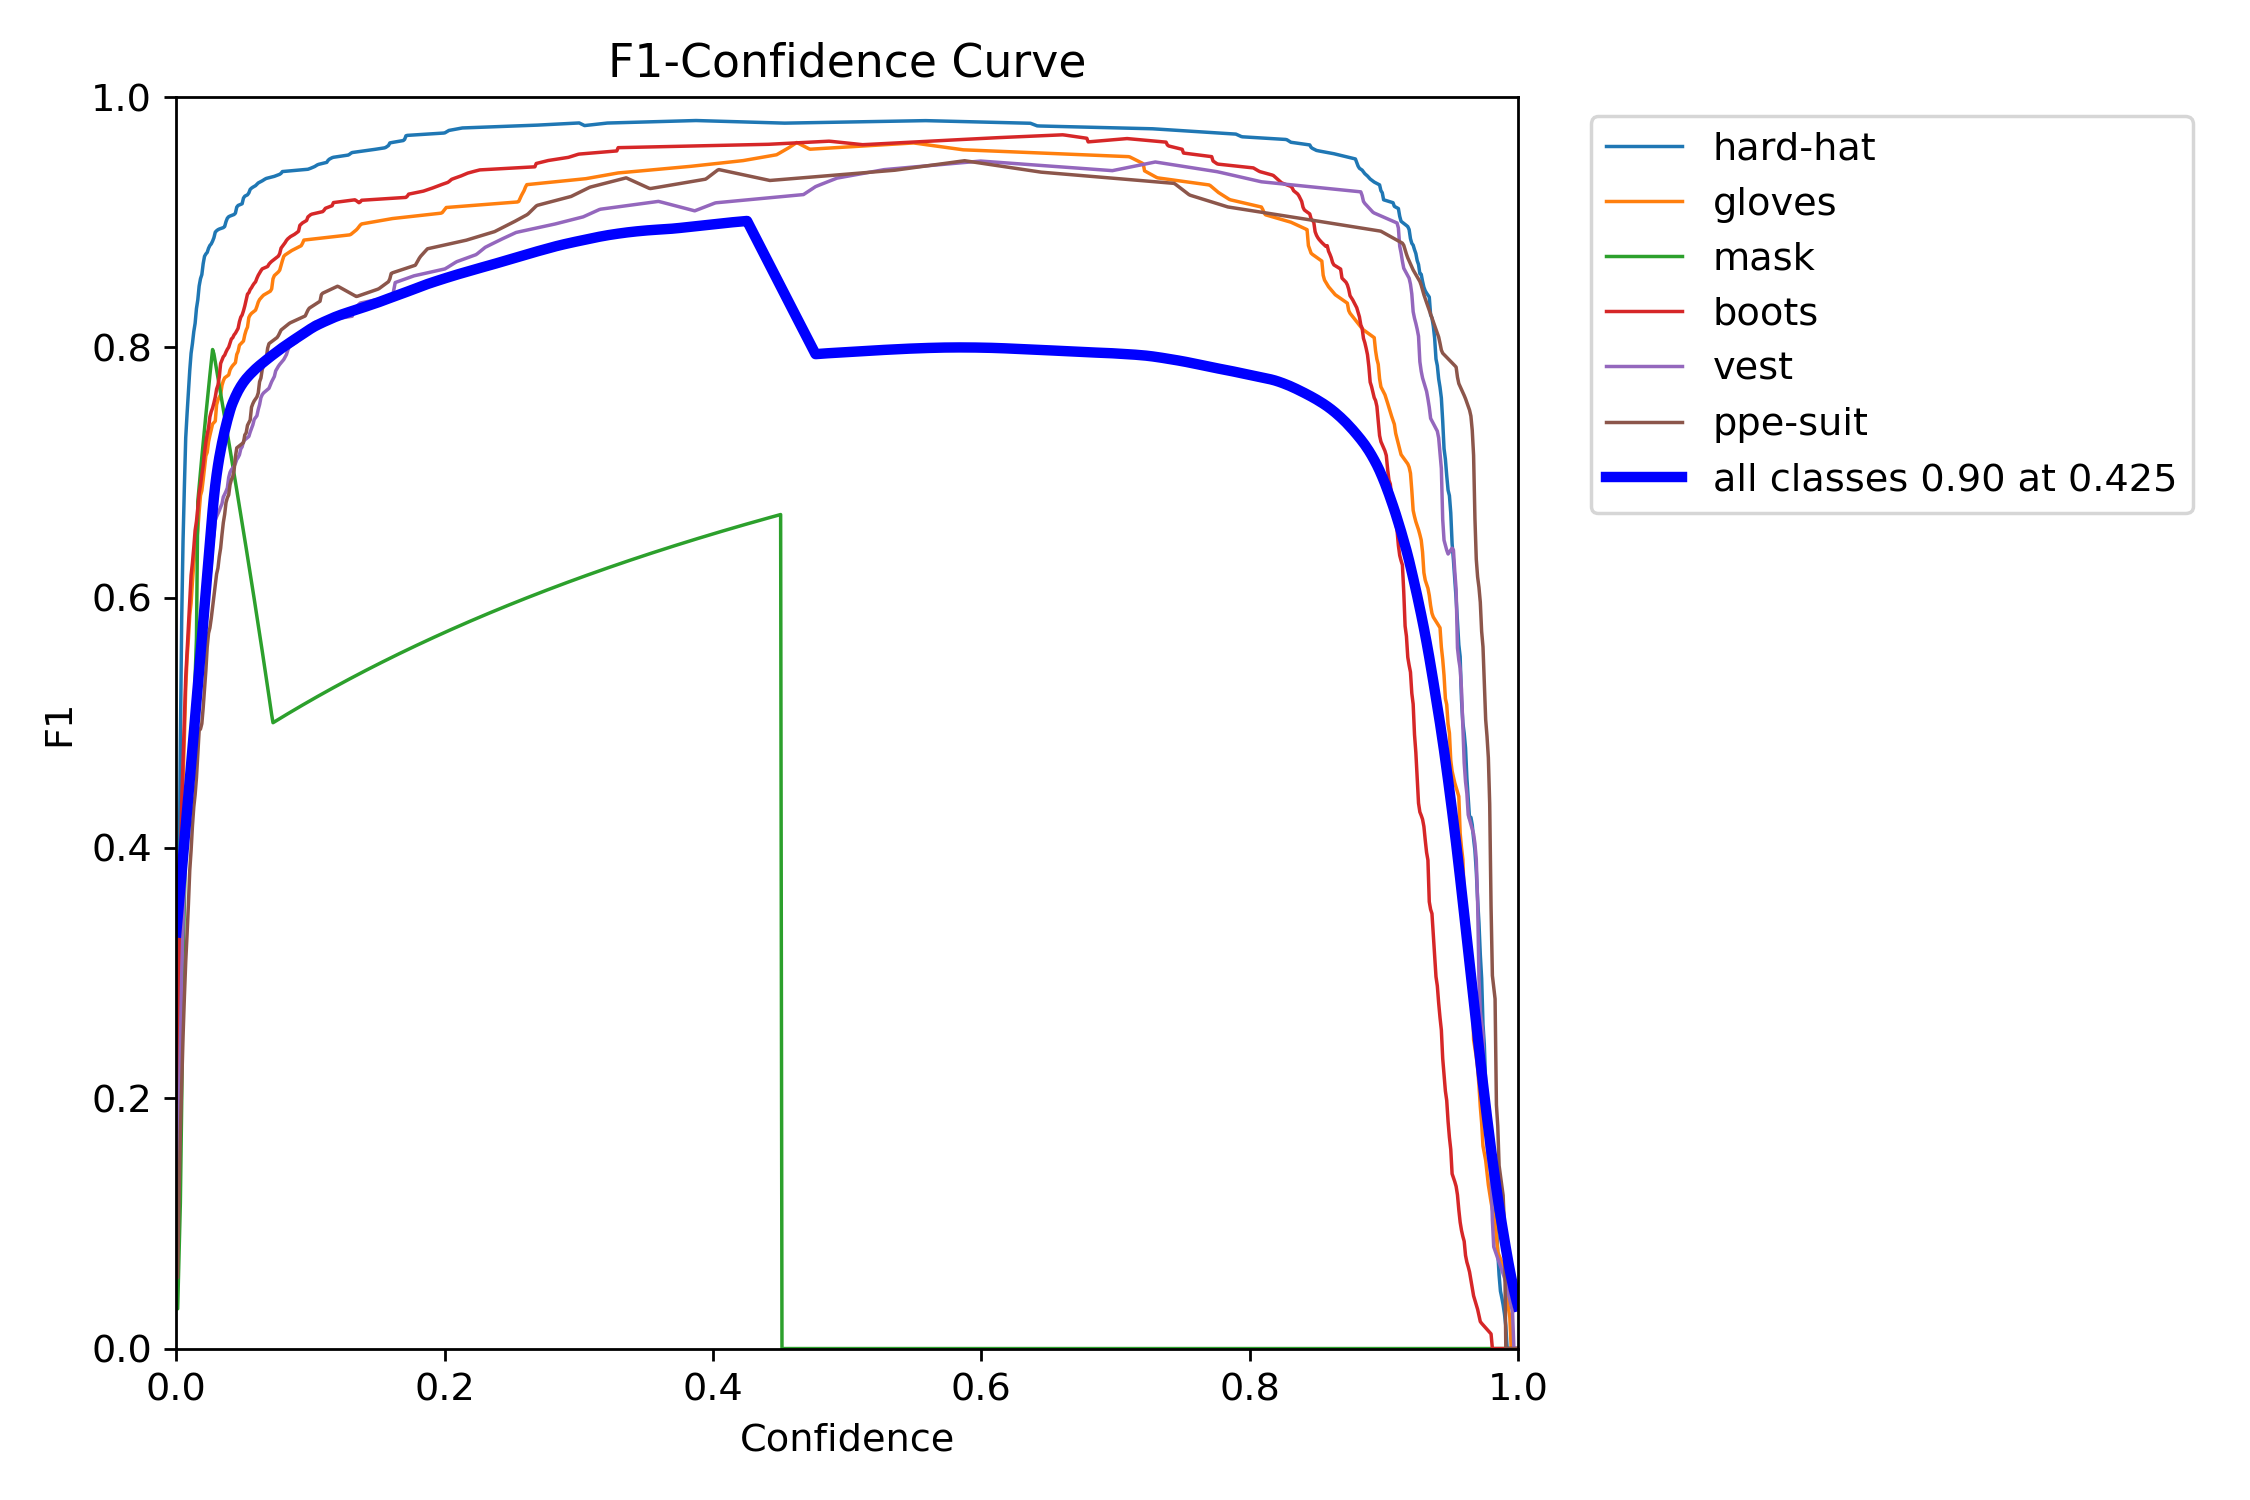 F1-Confidence Curve
1.0
0.8
0.6
0.4
0.2
0.0
F1
0.0 0.2 0.4 0.6 0.8 1.0
Confidence
hard-hat
gloves
mask
boots
vest
ppe-suit
all classes 0.90 at 0.425